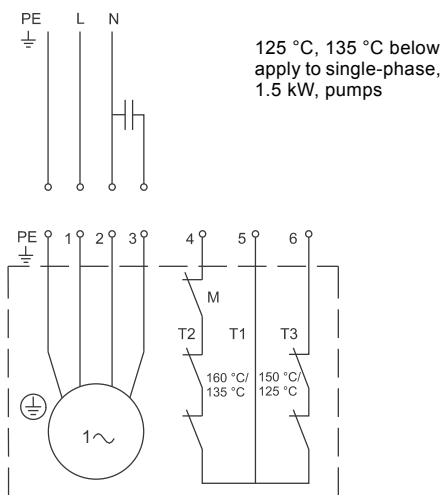 PE L N
125 °C, 135 °C below
apply to single-phase,
1.5 kW, pumps
PE 1 2 3 4 5 6
M
T2 T1 T3
160 °C/ 150 °C/
135 °C 125 °C
1